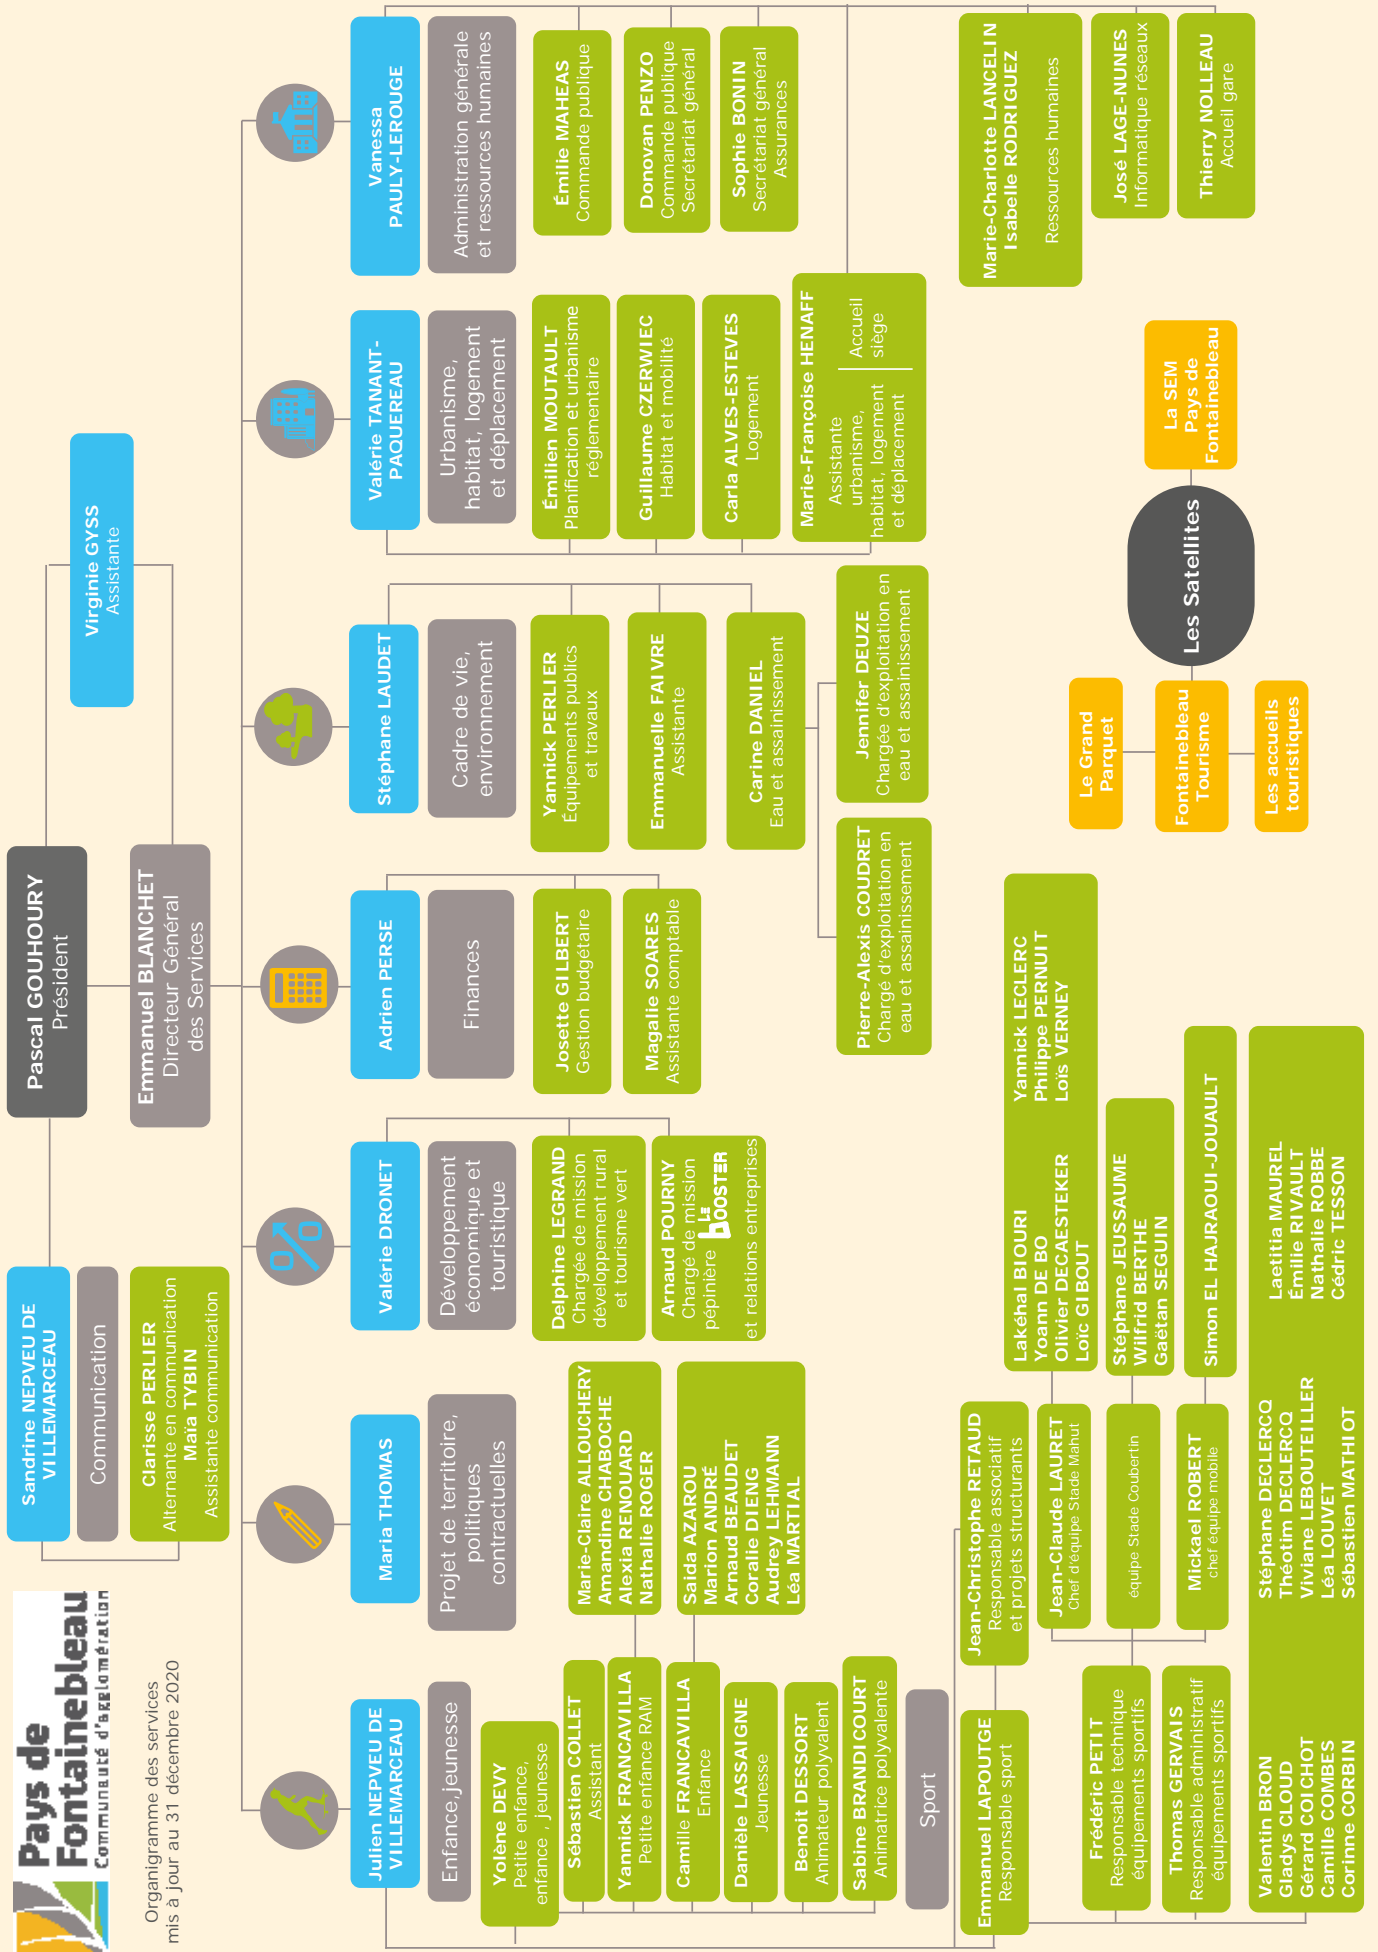 Pays de
Fontainebleau
Communauté d'agglomération
Organigramme des services
mis à jour au 31 décembre 2020
Sandrine NEPVEU DE
VILLEMARCEAU
Communication
Clarisse PERLIER
Alternante en communication
Maïa TYBIN
Assistante communication
Pascal GOUHOURY
Président
Emmanuel BLANCHET
Directeur Général
des Services
Virginie GYSS
Assistante
Julien NEPVEU DE
VILLEMARCEAU
Enfance,jeunesse
Yolène DEVY
Petite enfance,
enfance , jeunesse
Sébastien COLLET
Assistant
Yannick FRANCAVILLA
Petite enfance RAM
Marie-Claire ALLOUCHERY
Amandine CHABOCHE
Alexia RENOUARD
Nathalie ROGER
Camille FRANCAVILLA
Enfance
Saida AZAROU
Marion ANDRÉ
Arnaud BEAUDET
Coralie DIENG
Audrey LEHMANN
Léa MARTIAL
Danièle LASSAIGNE
Jeunesse
Benoit DESSORT
Animateur polyvalent
Sabine BRANDICOURT
Animatrice polyvalente
Sport
Emmanuel LAPOUTGE
Responsable sport
Jean-Christophe RETAUD
Responsable associatif
et projets structurants
Frédéric PETIT
Responsable technique
équipements sportifs
Thomas GERVAIS
Responsable administratif
équipements sportifs
Jean-Claude LAURET
Chef d'équipe Stade Mahut
Lakéhal BIOURI
Yoann DE BO
Olivier DECAESTEKER
Loïc GIBOUT
Yannick LECLERC
Philippe PERNUIT
Loïs VERNEY
équipe Stade Coubertin
Stéphane JEUSSAUME
Wilfrid BERTHE
Gaëtan SEGUIN
Mickael ROBERT
chef équipe mobile
Simon EL HAJRAOUI-JOUAULT
Valentin BRON
Gladys CLOUD
Gérard COICHOT
Camille COMBES
Corinne CORBIN
Stéphane DECLERCQ
Théotim DECLERCQ
Viviane LEBOUTEILLER
Léa LOUVET
Sébastien MATHIOT
Laetitia MAUREL
Émilie RIVAULT
Nathalie ROBBE
Cédric TESSON
Maria THOMAS
Projet de territoire,
politiques
contractuelles
Valérie DRONET
Développement
économique et
touristique
Delphine LEGRAND
Chargée de mission
développement rural
et tourisme vert
Arnaud POURNY
Chargé de mission
pépinière LE BOOSTER
et relations entreprises
Adrien PERSE
Finances
Josette GILBERT
Gestion budgétaire
Magalie SOARES
Assistante comptable
Stéphane LAUDET
Cadre de vie,
environnement
Yannick PERLIER
Équipements publics
et travaux
Emmanuelle FAIVRE
Assistante
Carine DANIEL
Eau et assainissement
Pierre-Alexis COUDRET
Chargé d'exploitation en
eau et assainissement
Jennifer DEUZE
Chargée d'exploitation en
eau et assainissement
Valérie TANANT-
PAQUEREAU
Urbanisme,
habitat, logement
et déplacement
Émilien MOUTAULT
Planification et urbanisme
réglementaire
Guillaume CZERWIEC
Habitat et mobilité
Carla ALVES-ESTEVES
Logement
Marie-Françoise HENAFF
Assistante
urbanisme,
habitat, logement
et déplacement
Accueil
siège
Vanessa
PAULY-LEROUGE
Administration générale
et ressources humaines
Émilie MAHEAS
Commande publique
Donovan PENZO
Commande publique
Secrétariat général
Sophie BONIN
Secrétariat général
Assurances
Marie-Charlotte LANCELIN
Isabelle RODRIGUEZ
Ressources humaines
José LAGE-NUNES
Informatique réseaux
Thierry NOLLEAU
Accueil gare
Les Satellites
La SEM
Pays de
Fontainebleau
Le Grand
Parquet
Fontainebleau
Tourisme
Les accueils
touristiques